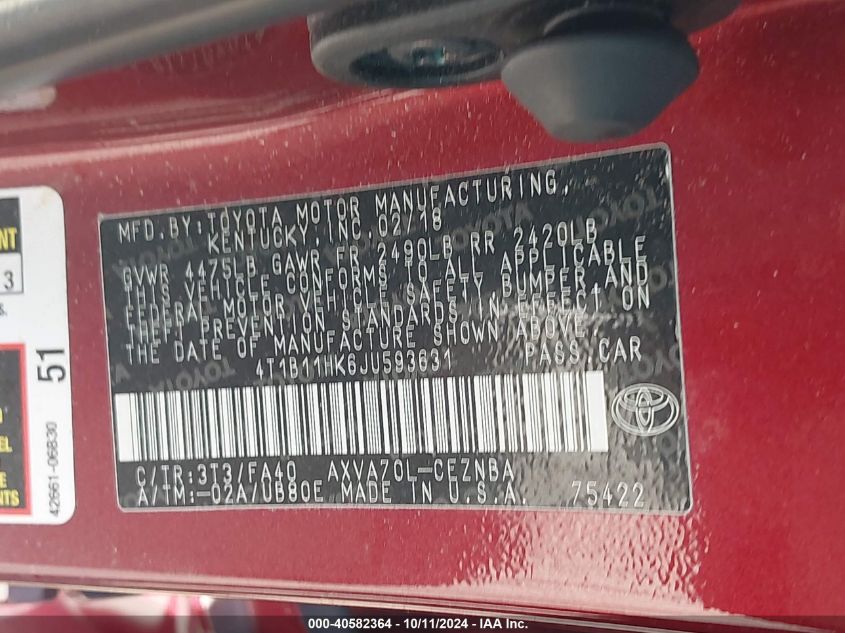 MFD.BY:TOYOTA MOTOR MANUFACTURING,
KENTUCKY, INC.02/18
GVWR 4475LB GAWR FR 2490LB RR 2420LB
THIS VEHICLE CONFORMS TO ALL APPLICABLE
FEDERAL MOTOR VEHICLE SAFETY, BUMPER, AND
THEFT PREVENTION STANDARDS IN EFFECT ON
THE DATE OF MANUFACTURE SHOWN ABOVE.
4T1B11HK6JU593631 PASS.CAR
C/TR:3T3/FA40 AXVA70L-CEZNBA
A/TM:-02A/UB80E MADE IN U.S.A. 75422
3
51
42661-06830
000-40582364 - 10/11/2024 - IAA Inc.